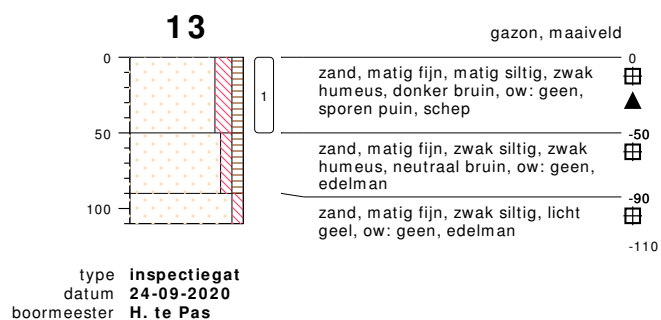 13
gazon, maaiveld
0
0
zand, matig fijn, matig siltig, zwak
humeus, donker bruin, ow: geen,
sporen puin, schep
1
50
-50
zand, matig fijn, zwak siltig, zwak
humeus, neutraal bruin, ow: geen,
edelman
-90
100
zand, matig fijn, zwak siltig, licht
geel, ow: geen, edelman
-110
type inspectiegat
datum 24-09-2020
boormeester H. te Pas